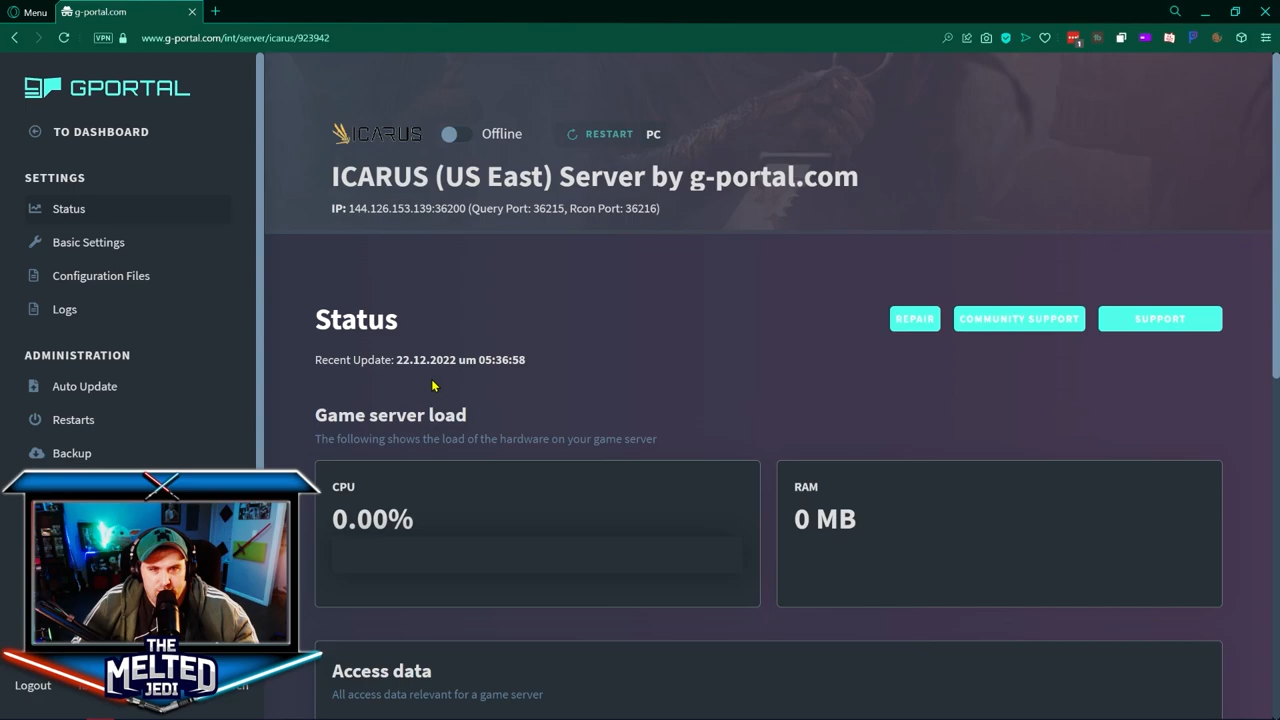 Menu
g-portal.com
VPN
www.g-portal.com/int/server/icarus/923942
1
GPORTAL
TO DASHBOARD
SETTINGS
Status
Basic Settings
Configuration Files
Logs
ADMINISTRATION
Auto Update
Restarts
Backup
Logout
ICARUS
Offline
RESTART
PC
ICARUS (US East) Server by g-portal.com
IP: 144.126.153.139:36200 (Query Port: 36215, Rcon Port: 36216)
Status
REPAIR
COMMUNITY SUPPORT
SUPPORT
Recent Update: 22.12.2022 um 05:36:58
Game server load
The following shows the load of the hardware on your game server
CPU
0.00%
RAM
0 MB
Access data
All access data relevant for a game server
THE
MELTED
JEDI